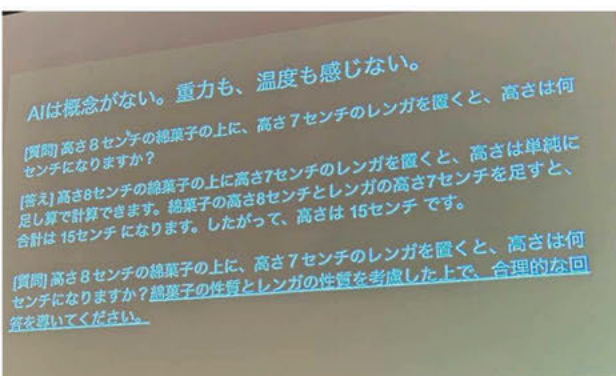 AIは概念がない。重力も、温度も感じない。
[質問] 高さ８センチの綿菓子の上に、高さ７センチのレンガを置くと、高さは何
センチになりますか？
[答え] 高さ8センチの綿菓子の上に高さ7センチのレンガを置くと、高さは単純に
足し算で計算できます。綿菓子の高さ8センチとレンガの高さ7センチを足すと、
合計は 15センチ になります。したがって、高さは 15センチ です。
[質問] 高さ８センチの綿菓子の上に、高さ７センチのレンガを置くと、高さは何
センチになりますか？綿菓子の性質とレンガの性質を考慮した上で、合理的な回
答を導いてください。